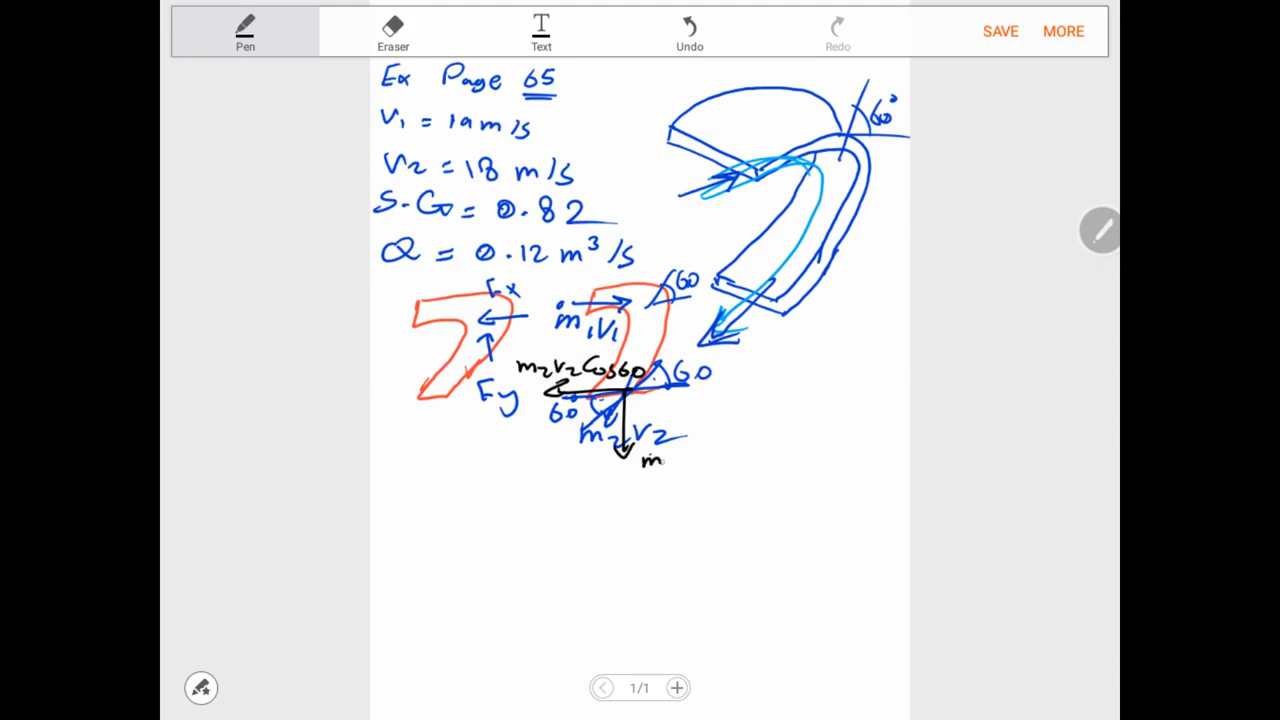 Pen
Eraser
Text
Undo
Redo
SAVE
MORE
Ex Page 65
V1 = 19 m/s
V2 = 18 m/s
S.G = 0.82
Q = 0.12 m3/s
60°
Fx
Fy
ṁ1V1
60
m2V2 Cos60
60
60
m2V2
m
1/1